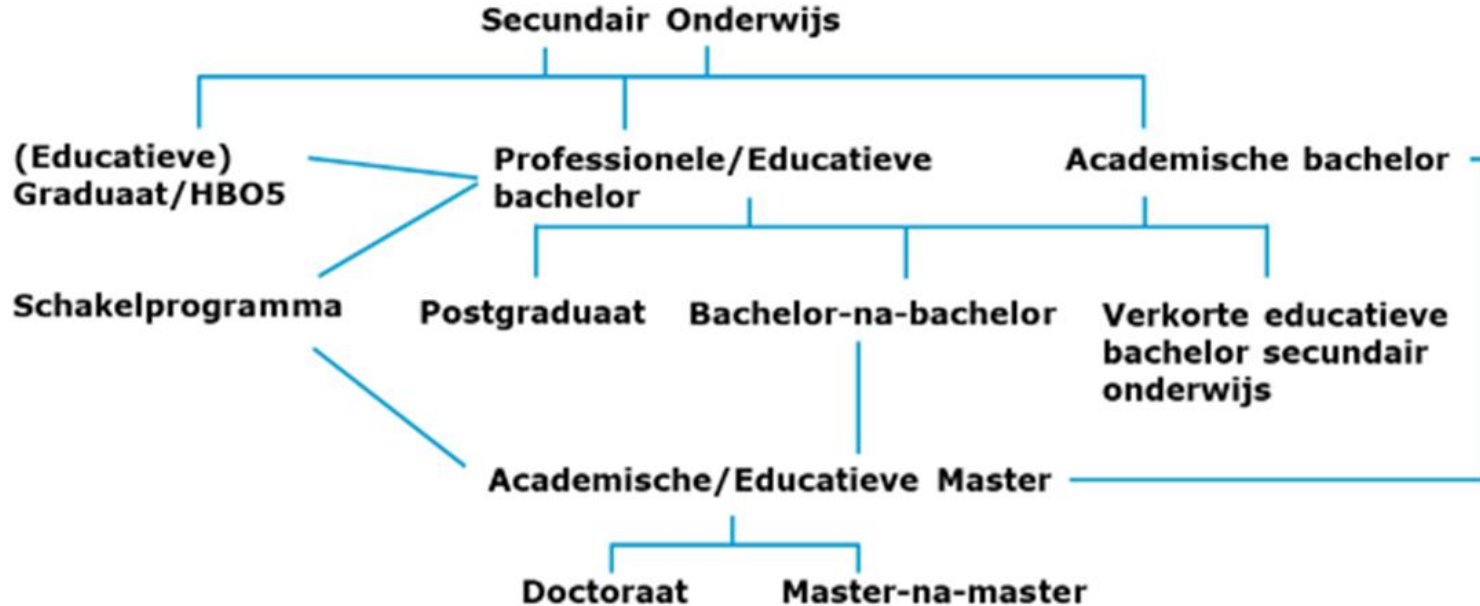 Secundair Onderwijs
(Educatieve)
Graduaat/HBO5
Professionele/Educatieve
bachelor
Academische bachelor
Schakelprogramma
Postgraduaat
Bachelor-na-bachelor
Verkorte educatieve
bachelor secundair
onderwijs
Academische/Educatieve Master
Doctoraat
Master-na-master